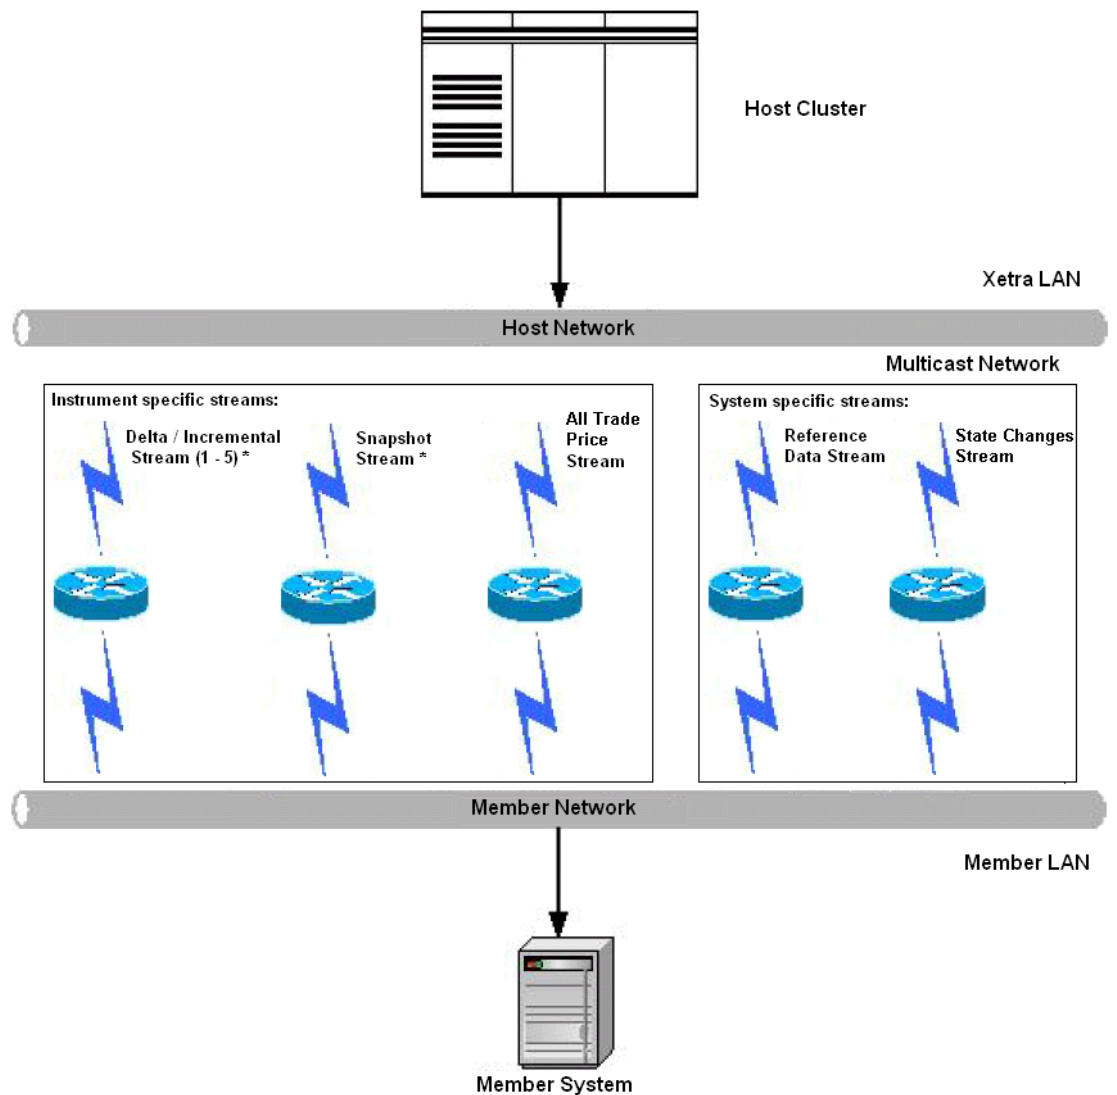 Host Cluster
Xetra LAN
Host Network
Multicast Network
Instrument specific streams:
Delta / Incremental
Stream (1 - 5) *
Snapshot
Stream *
All Trade
Price
Stream
System specific streams:
Reference
Data Stream
State Changes
Stream
Member Network
Member LAN
Member System